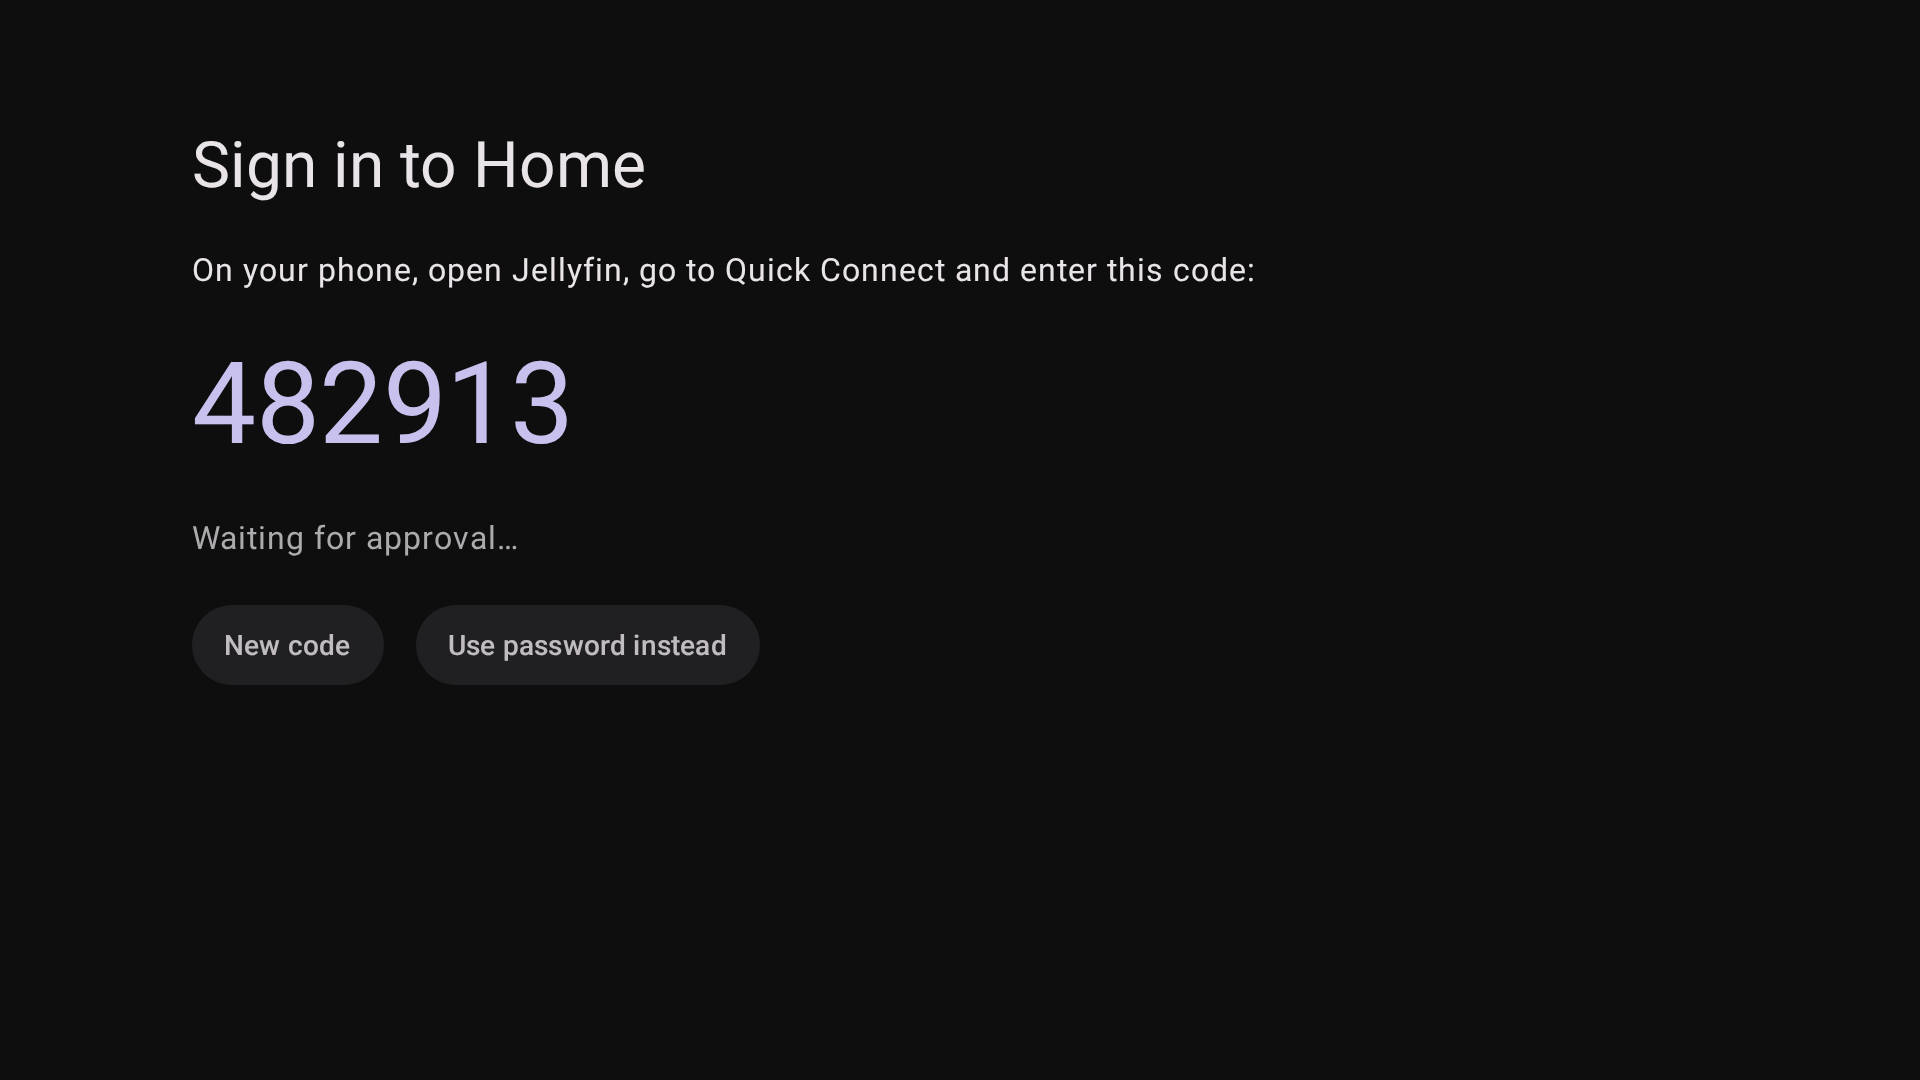 Sign in to Home
On your phone, open Jellyfin, go to Quick Connect and enter this code:
482913
Waiting for approval…
New code
Use password instead